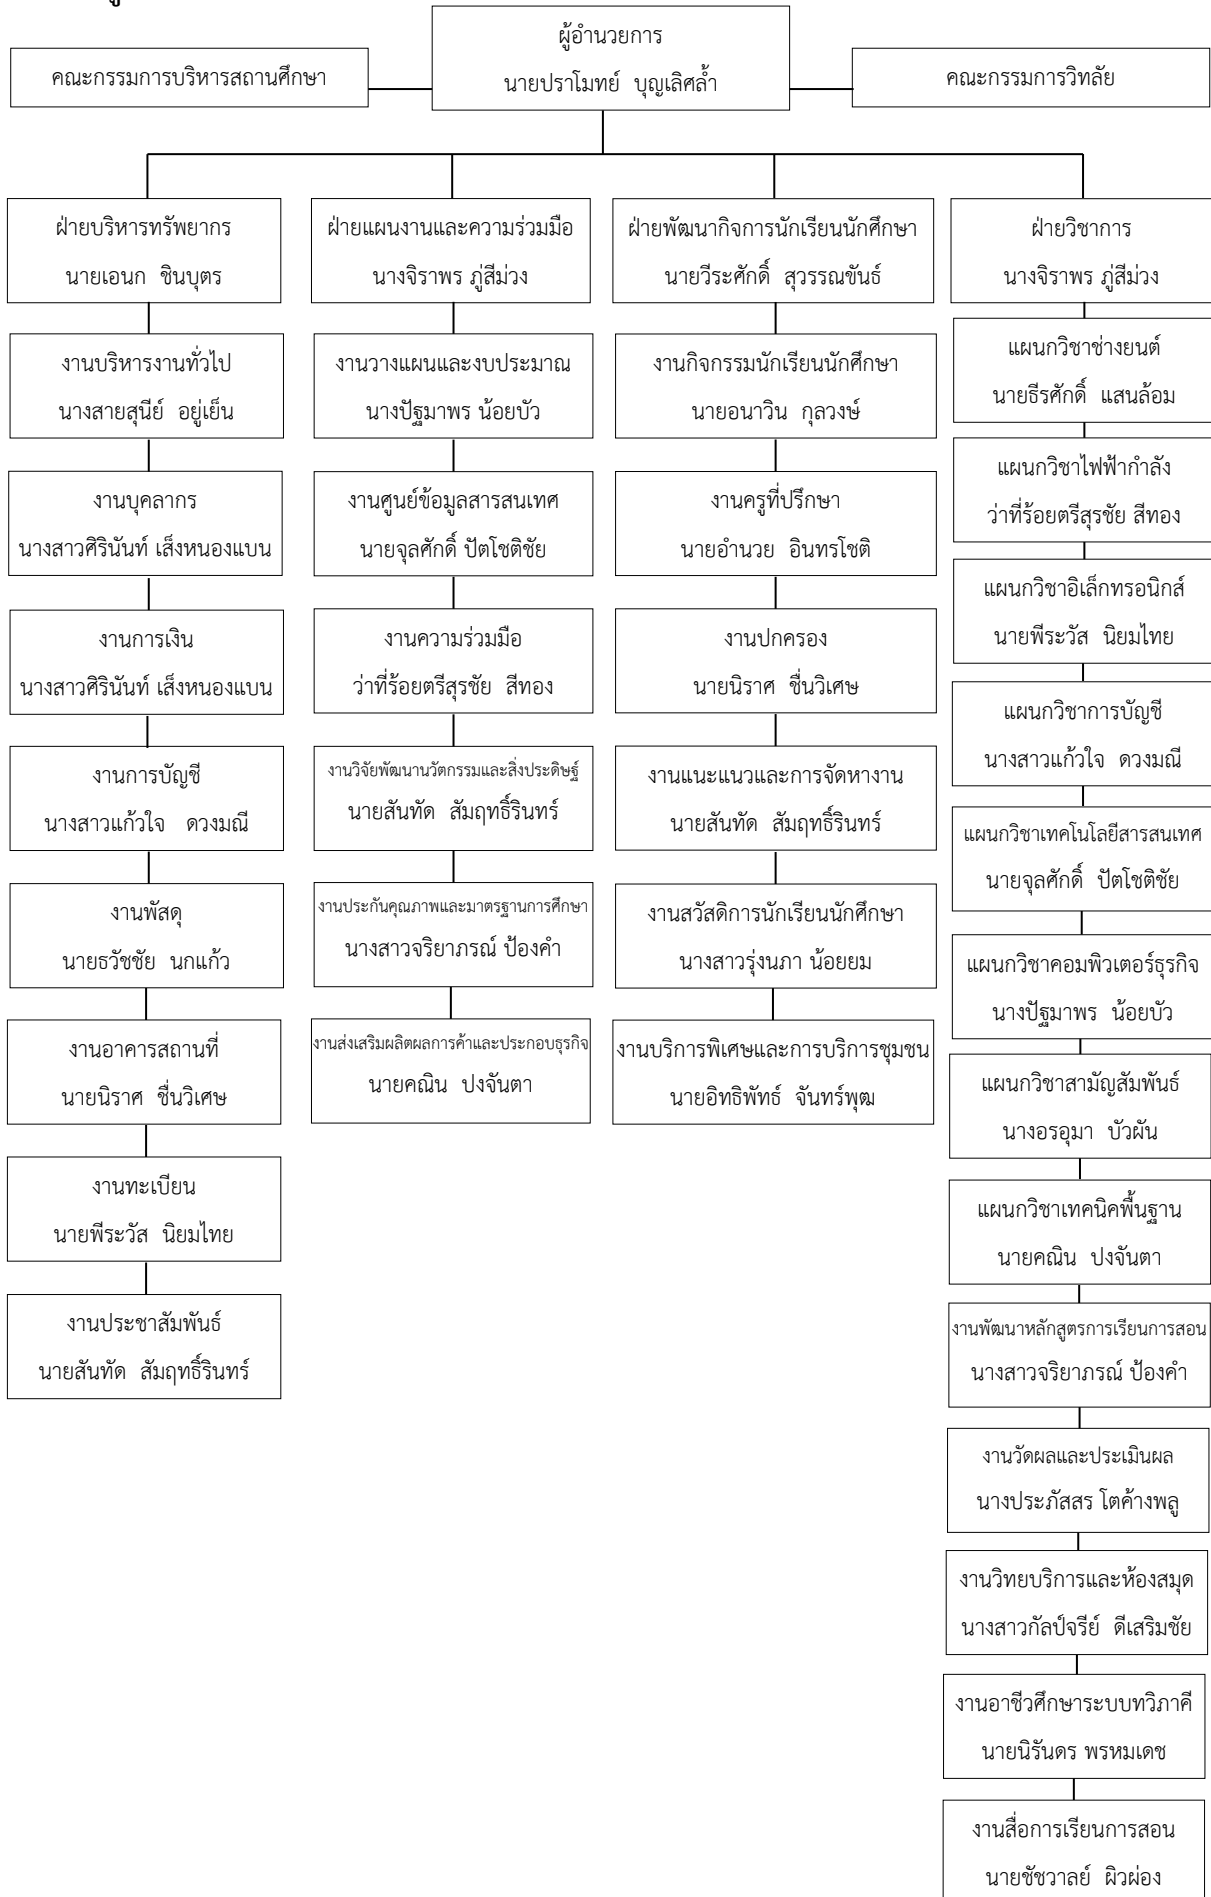 ผู้อำนวยการ
นายปราโมทย์ บุญเลิศล้ำ
คณะกรรมการบริหารสถานศึกษา
คณะกรรมการวิทลัย
ฝ่ายบริหารทรัพยากร
นายเอนก ชินบุตร
งานบริหารงานทั่วไป
นางสายสุนีย์ อยู่เย็น
งานบุคลากร
นางสาวศิรินันท์ เส็งหนองแบน
งานการเงิน
นางสาวศิรินันท์ เส็งหนองแบน
งานการบัญชี
นางสาวแก้วใจ ดวงมณี
งานพัสดุ
นายธวัชชัย นกแก้ว
งานอาคารสถานที่
นายนิราศ ชื่นวิเศษ
งานทะเบียน
นายพีระวัส นิยมไทย
งานประชาสัมพันธ์
นายสันทัด สัมฤทธิ์รินทร์
ฝ่ายแผนงานและความร่วมมือ
นางจิราพร ภู่สีม่วง
งานวางแผนและงบประมาณ
นางปัฐมาพร น้อยบัว
งานศูนย์ข้อมูลสารสนเทศ
นายจุลศักดิ์ ปัตโชติชัย
งานความร่วมมือ
ว่าที่ร้อยตรีสุรชัย สีทอง
งานวิจัยพัฒนานวัตกรรมและสิ่งประดิษฐ์
นายสันทัด สัมฤทธิ์รินทร์
งานประกันคุณภาพและมาตรฐานการศึกษา
นางสาวจริยาภรณ์ ป้องคำ
งานส่งเสริมผลิตผลการค้าและประกอบธุรกิจ
นายคณิน ปงจันตา
ฝ่ายพัฒนากิจการนักเรียนนักศึกษา
นายวีระศักดิ์ สุวรรณขันธ์
งานกิจกรรมนักเรียนนักศึกษา
นายอนาวิน กุลวงษ์
งานครูที่ปรึกษา
นายอำนวย อินทรโชติ
งานปกครอง
นายนิราศ ชื่นวิเศษ
งานแนะแนวและการจัดหางาน
นายสันทัด สัมฤทธิ์รินทร์
งานสวัสดิการนักเรียนนักศึกษา
นางสาวรุ่งนภา น้อยยม
งานบริการพิเศษและการบริการชุมชน
นายอิทธิพัทธ์ จันทร์พุฒ
ฝ่ายวิชาการ
นางจิราพร ภู่สีม่วง
แผนกวิชาช่างยนต์
นายธีรศักดิ์ แสนล้อม
แผนกวิชาไฟฟ้ากำลัง
ว่าที่ร้อยตรีสุรชัย สีทอง
แผนกวิชาอิเล็กทรอนิกส์
นายพีระวัส นิยมไทย
แผนกวิชาการบัญชี
นางสาวแก้วใจ ดวงมณี
แผนกวิชาเทคโนโลยีสารสนเทศ
นายจุลศักดิ์ ปัตโชติชัย
แผนกวิชาคอมพิวเตอร์ธุรกิจ
นางปัฐมาพร น้อยบัว
แผนกวิชาสามัญสัมพันธ์
นางอรอุมา บัวผัน
แผนกวิชาเทคนิคพื้นฐาน
นายคณิน ปงจันตา
งานพัฒนาหลักสูตรการเรียนการสอน
นางสาวจริยาภรณ์ ป้องคำ
งานวัดผลและประเมินผล
นางประภัสสร โตค้างพลู
งานวิทยบริการและห้องสมุด
นางสาวกัลป์จรีย์ ดีเสริมชัย
งานอาชีวศึกษาระบบทวิภาคี
นายนิรันดร พรหมเดช
งานสื่อการเรียนการสอน
นายชัชวาลย์ ผิวผ่อง